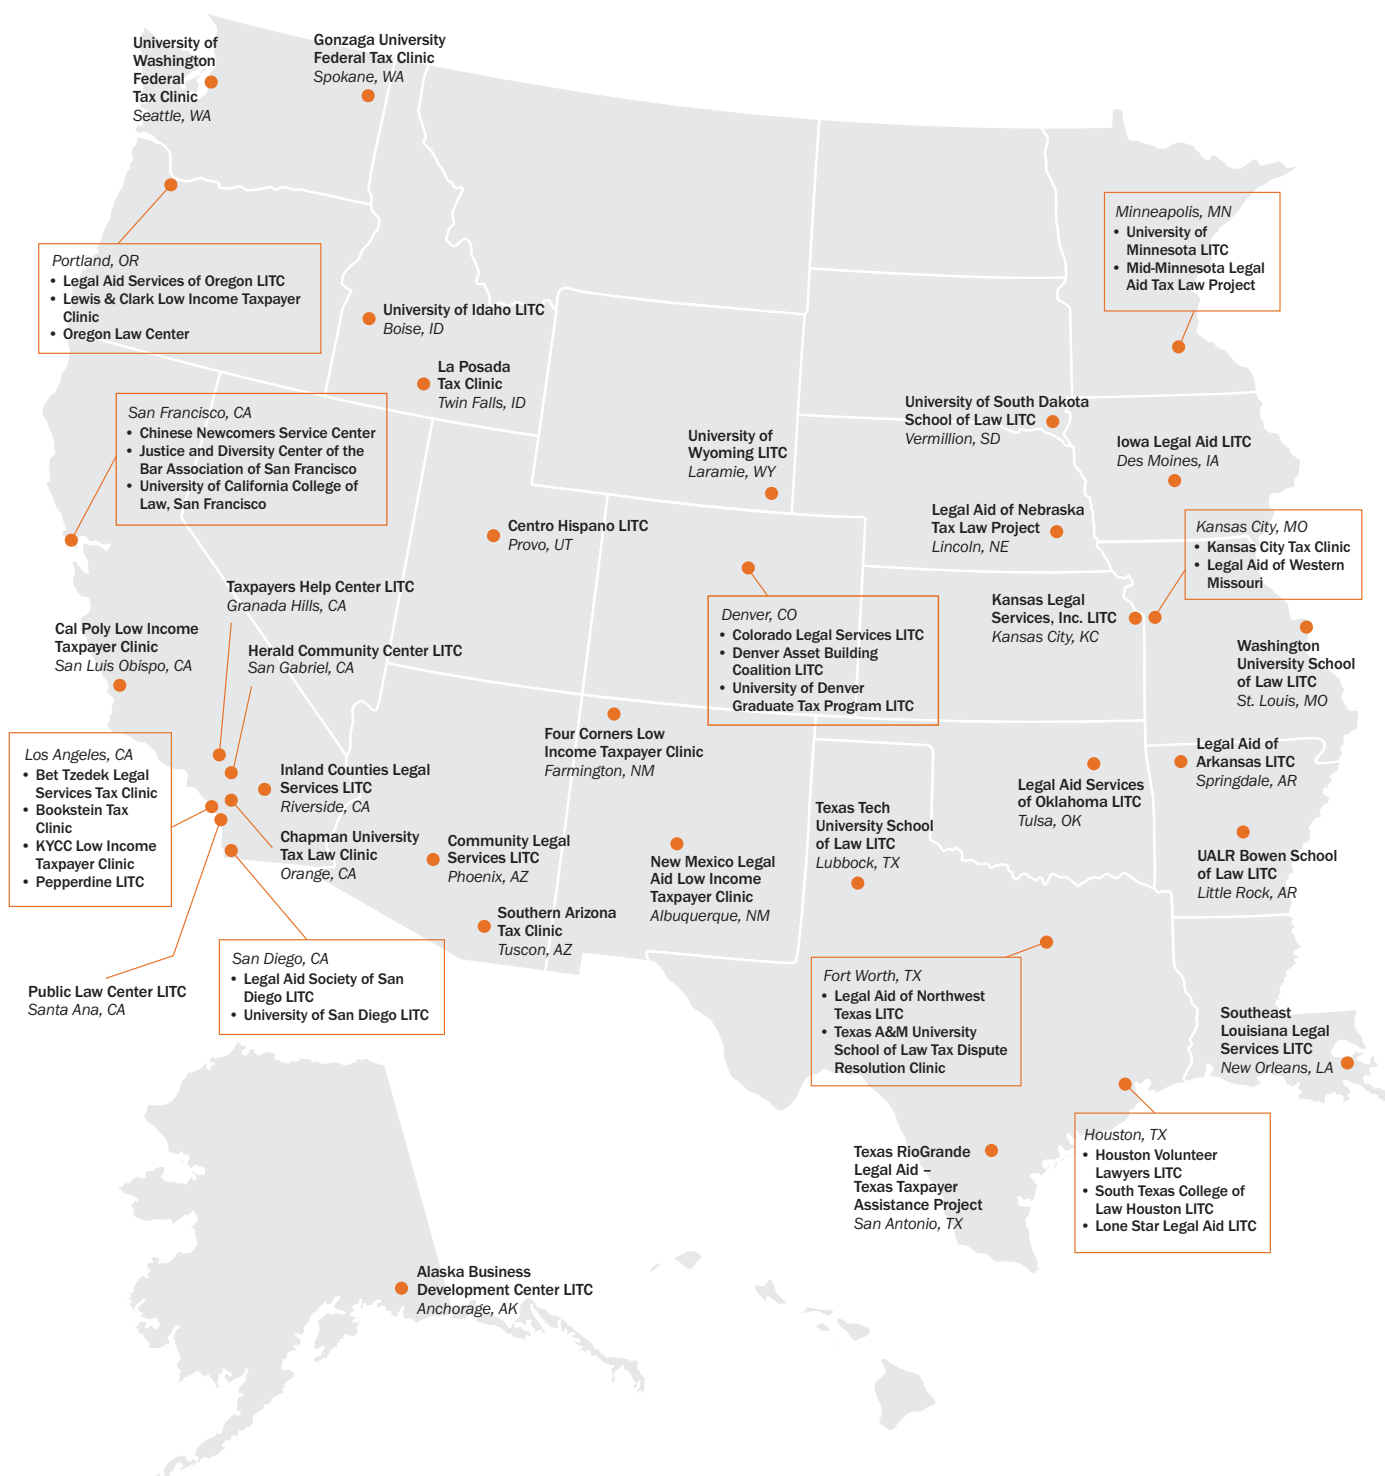 University of
Washington
Federal
Tax Clinic
Seattle, WA
Gonzaga University
Federal Tax Clinic
Spokane, WA
Portland, OR
• Legal Aid Services of Oregon LITC
• Lewis & Clark Low Income Taxpayer
Clinic
• Oregon Law Center
University of Idaho LITC
Boise, ID
La Posada
Tax Clinic
Twin Falls, ID
Minneapolis, MN
• University of
Minnesota LITC
• Mid-Minnesota Legal
Aid Tax Law Project
San Francisco, CA
• Chinese Newcomers Service Center
• Justice and Diversity Center of the
Bar Association of San Francisco
• University of California College of
Law, San Francisco
University of
Wyoming LITC
Laramie, WY
University of South Dakota
School of Law LITC
Vermillion, SD
Iowa Legal Aid LITC
Des Moines, IA
Centro Hispano LITC
Provo, UT
Legal Aid of Nebraska
Tax Law Project
Lincoln, NE
Kansas City, MO
• Kansas City Tax Clinic
• Legal Aid of Western
Missouri
Taxpayers Help Center LITC
Granada Hills, CA
Cal Poly Low Income
Taxpayer Clinic
San Luis Obispo, CA
Herald Community Center LITC
San Gabriel, CA
Denver, CO
• Colorado Legal Services LITC
• Denver Asset Building
Coalition LITC
• University of Denver
Graduate Tax Program LITC
Kansas Legal
Services, Inc. LITC
Kansas City, KC
Washington
University School
of Law LITC
St. Louis, MO
Los Angeles, CA
• Bet Tzedek Legal
Services Tax Clinic
• Bookstein Tax
Clinic
• KYCC Low Income
Taxpayer Clinic
• Pepperdine LITC
Inland Counties Legal
Services LITC
Riverside, CA
Chapman University
Tax Law Clinic
Orange, CA
Four Corners Low
Income Taxpayer Clinic
Farmington, NM
Community Legal
Services LITC
Phoenix, AZ
New Mexico Legal
Aid Low Income
Taxpayer Clinic
Albuquerque, NM
Texas Tech
University School
of Law LITC
Lubbock, TX
Legal Aid Services
of Oklahoma LITC
Tulsa, OK
Legal Aid of
Arkansas LITC
Springdale, AR
UALR Bowen School
of Law LITC
Little Rock, AR
Southern Arizona
Tax Clinic
Tuscon, AZ
Public Law Center LITC
Santa Ana, CA
San Diego, CA
• Legal Aid Society of San
Diego LITC
• University of San Diego LITC
Fort Worth, TX
• Legal Aid of Northwest
Texas LITC
• Texas A&M University
School of Law Tax Dispute
Resolution Clinic
Southeast
Louisiana Legal
Services LITC
New Orleans, LA
Texas RioGrande
Legal Aid –
Texas Taxpayer
Assistance Project
San Antonio, TX
Houston, TX
• Houston Volunteer
Lawyers LITC
• South Texas College of
Law Houston LITC
• Lone Star Legal Aid LITC
Alaska Business
Development Center LITC
Anchorage, AK